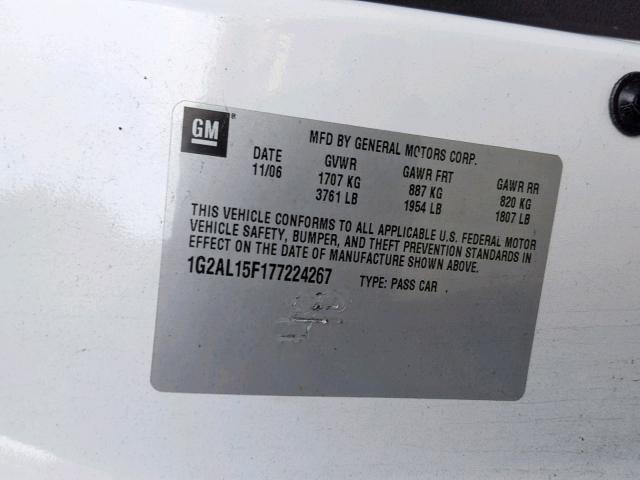 GM®
MFD BY GENERAL MOTORS CORP.
DATE GVWR GAWR FRT GAWR RR
11/06 1707 KG 887 KG 820 KG
3761 LB 1954 LB 1807 LB
THIS VEHICLE CONFORMS TO ALL APPLICABLE U.S. FEDERAL MOTOR
VEHICLE SAFETY, BUMPER, AND THEFT PREVENTION STANDARDS IN
EFFECT ON THE DATE OF MANUFACTURE SHOWN ABOVE.
1G2AL15F177224267 TYPE: PASS CAR